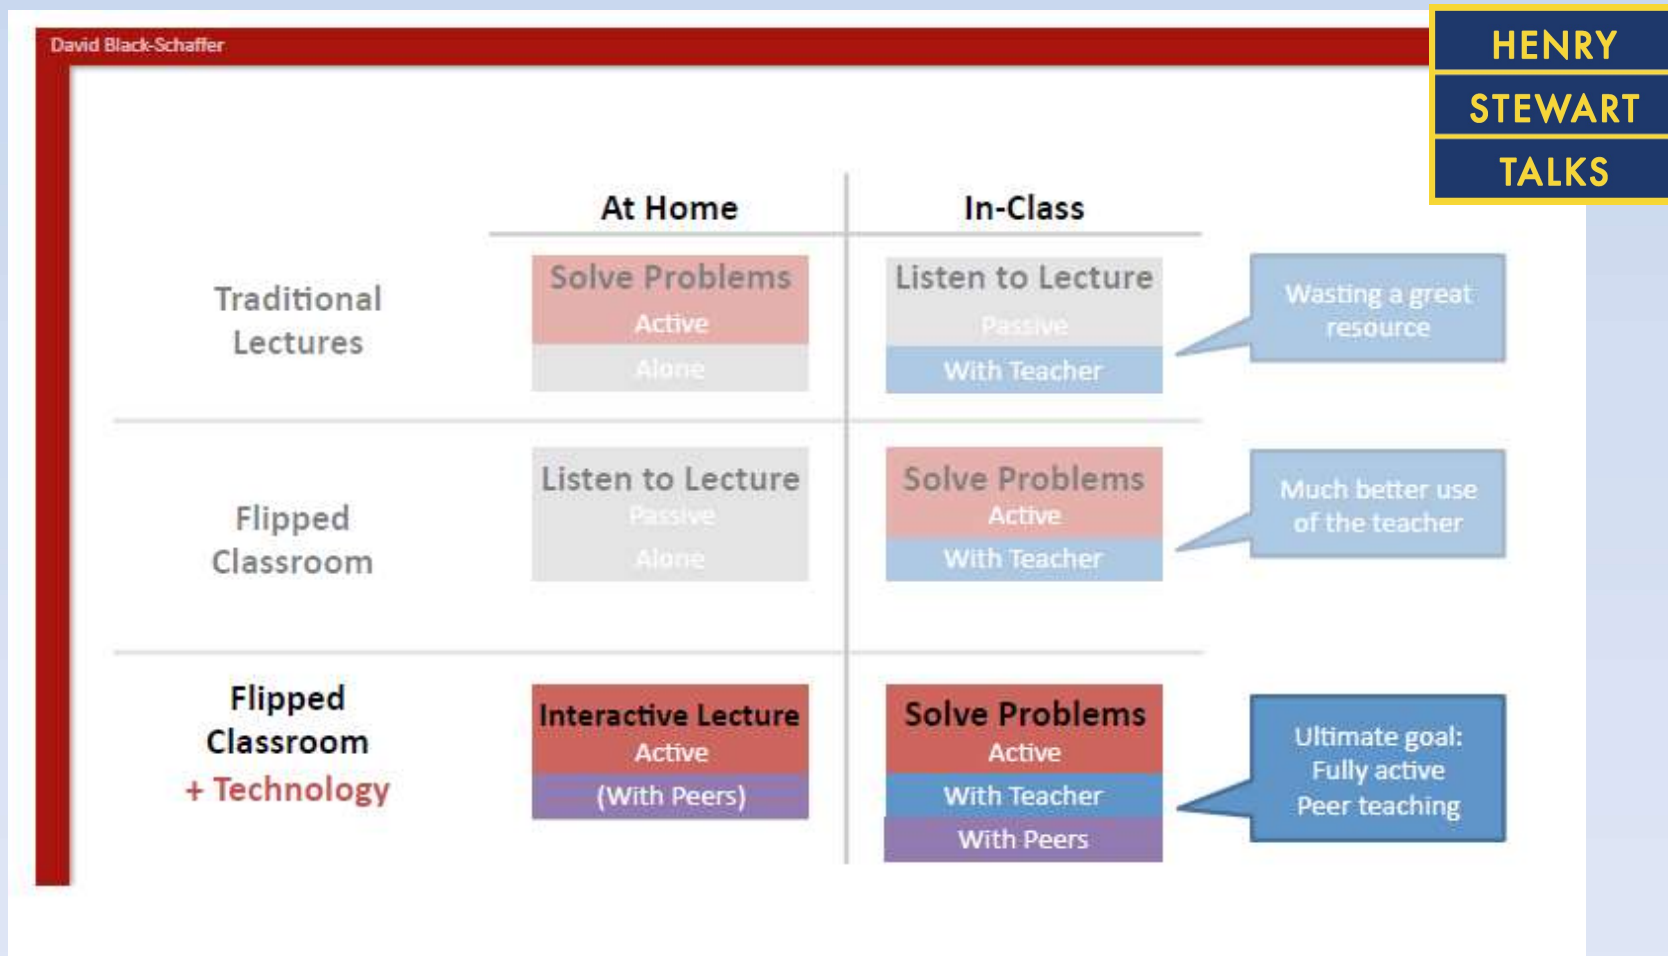 David Black-Schaffer
HENRY
STEWART
TALKS
At Home
In-Class
Traditional
Lectures
Solve Problems
Active
Alone
Listen to Lecture
Passive
With Teacher
Wasting a great
resource
Flipped
Classroom
Listen to Lecture
Passive
Alone
Solve Problems
Active
With Teacher
Much better use
of the teacher
Flipped
Classroom
+ Technology
Interactive Lecture
Active
(With Peers)
Solve Problems
Active
With Teacher
With Peers
Ultimate goal:
Fully active
Peer teaching